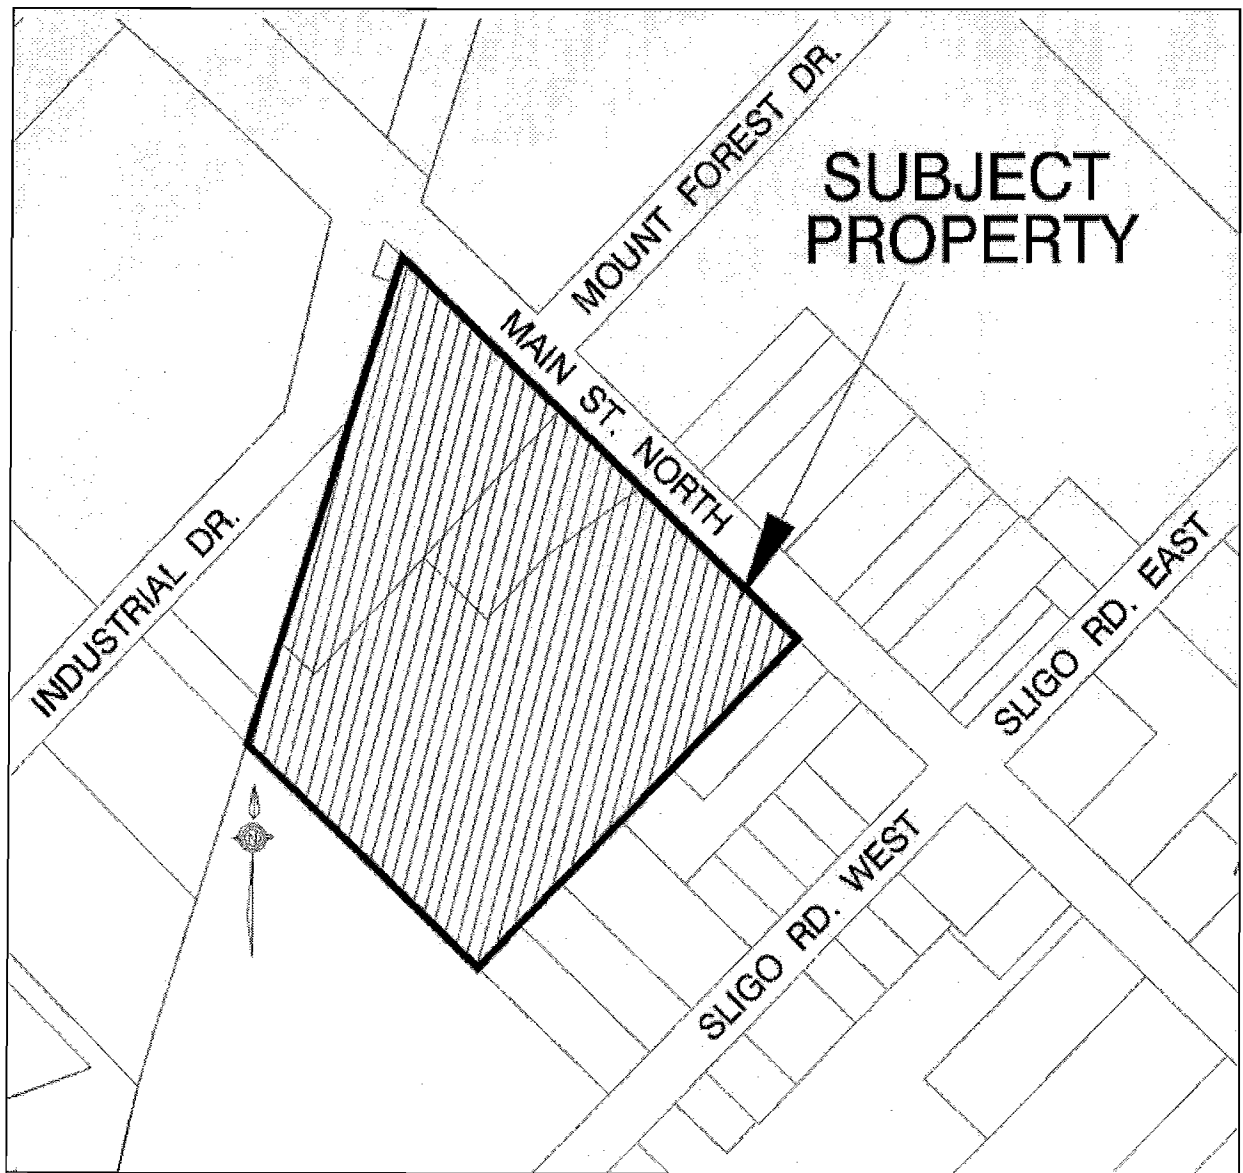 MOUNT FOREST DR.
SUBJECT
PROPERTY
MAIN ST. NORTH
INDUSTRIAL DR.
SLIGO RD. EAST
SLIGO RD. WEST